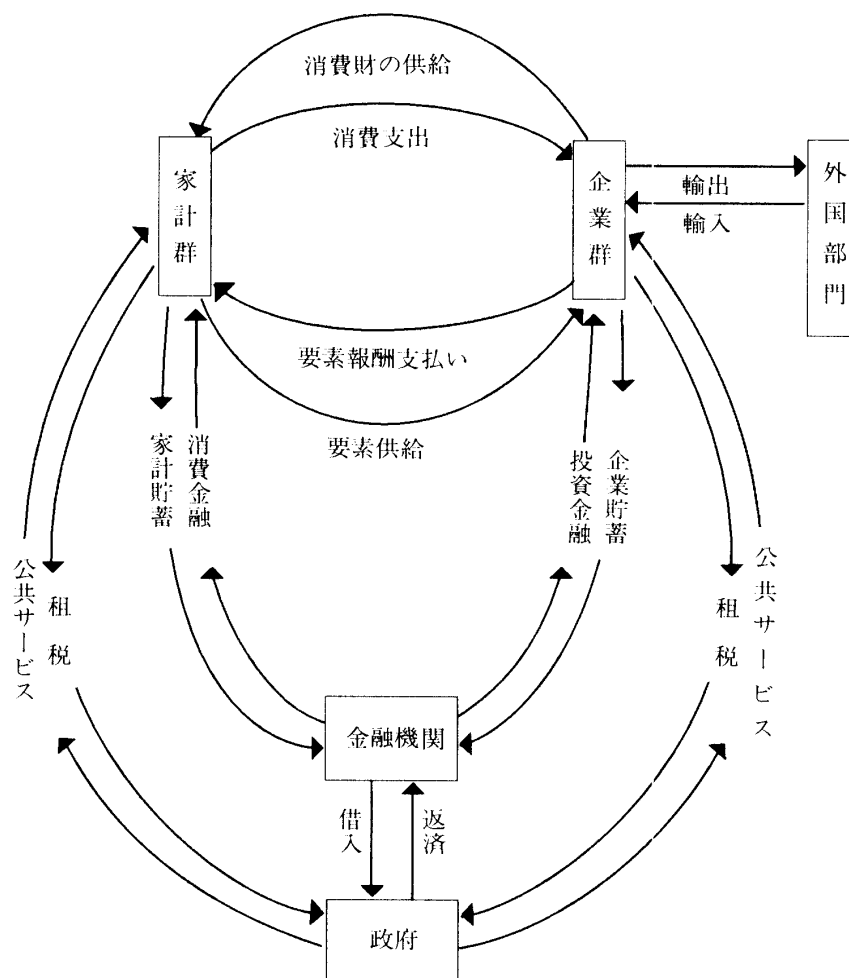 消費財の供給
消費支出
家計群
企業群
外国部門
輸出
輸入
要素報酬支払い
要素供給
家計貯蓄
消費金融
投資金融
企業貯蓄
公共サービス
租税
租税
公共サービス
金融機関
借入
返済
政府